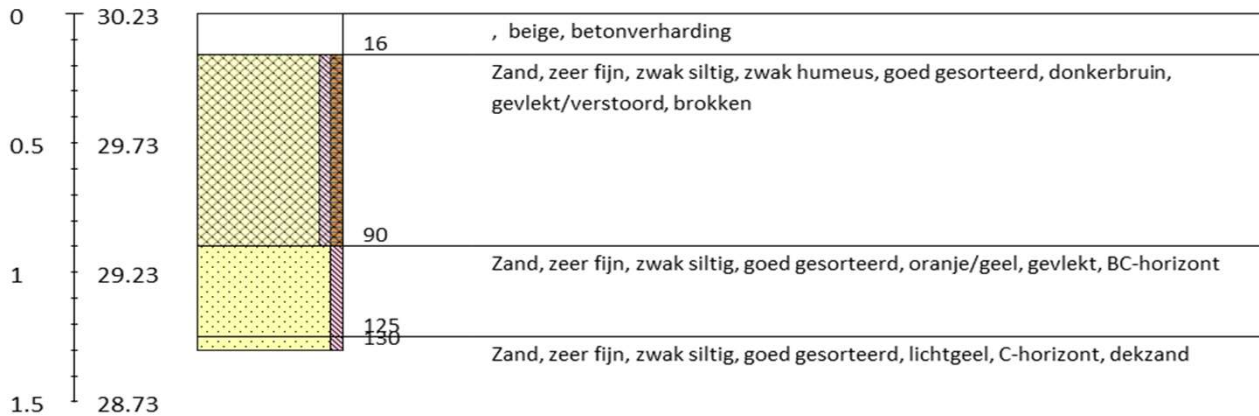 0 30.23
, beige, betonverharding
16
Zand, zeer fijn, zwak siltig, zwak humeus, goed gesorteerd, donkerbruin,
gevlekt/verstoord, brokken
0.5 29.73
90
Zand, zeer fijn, zwak siltig, goed gesorteerd, oranje/geel, gevlekt, BC-horizont
1 29.23
125
130
Zand, zeer fijn, zwak siltig, goed gesorteerd, lichtgeel, C-horizont, dekzand
1.5 28.73